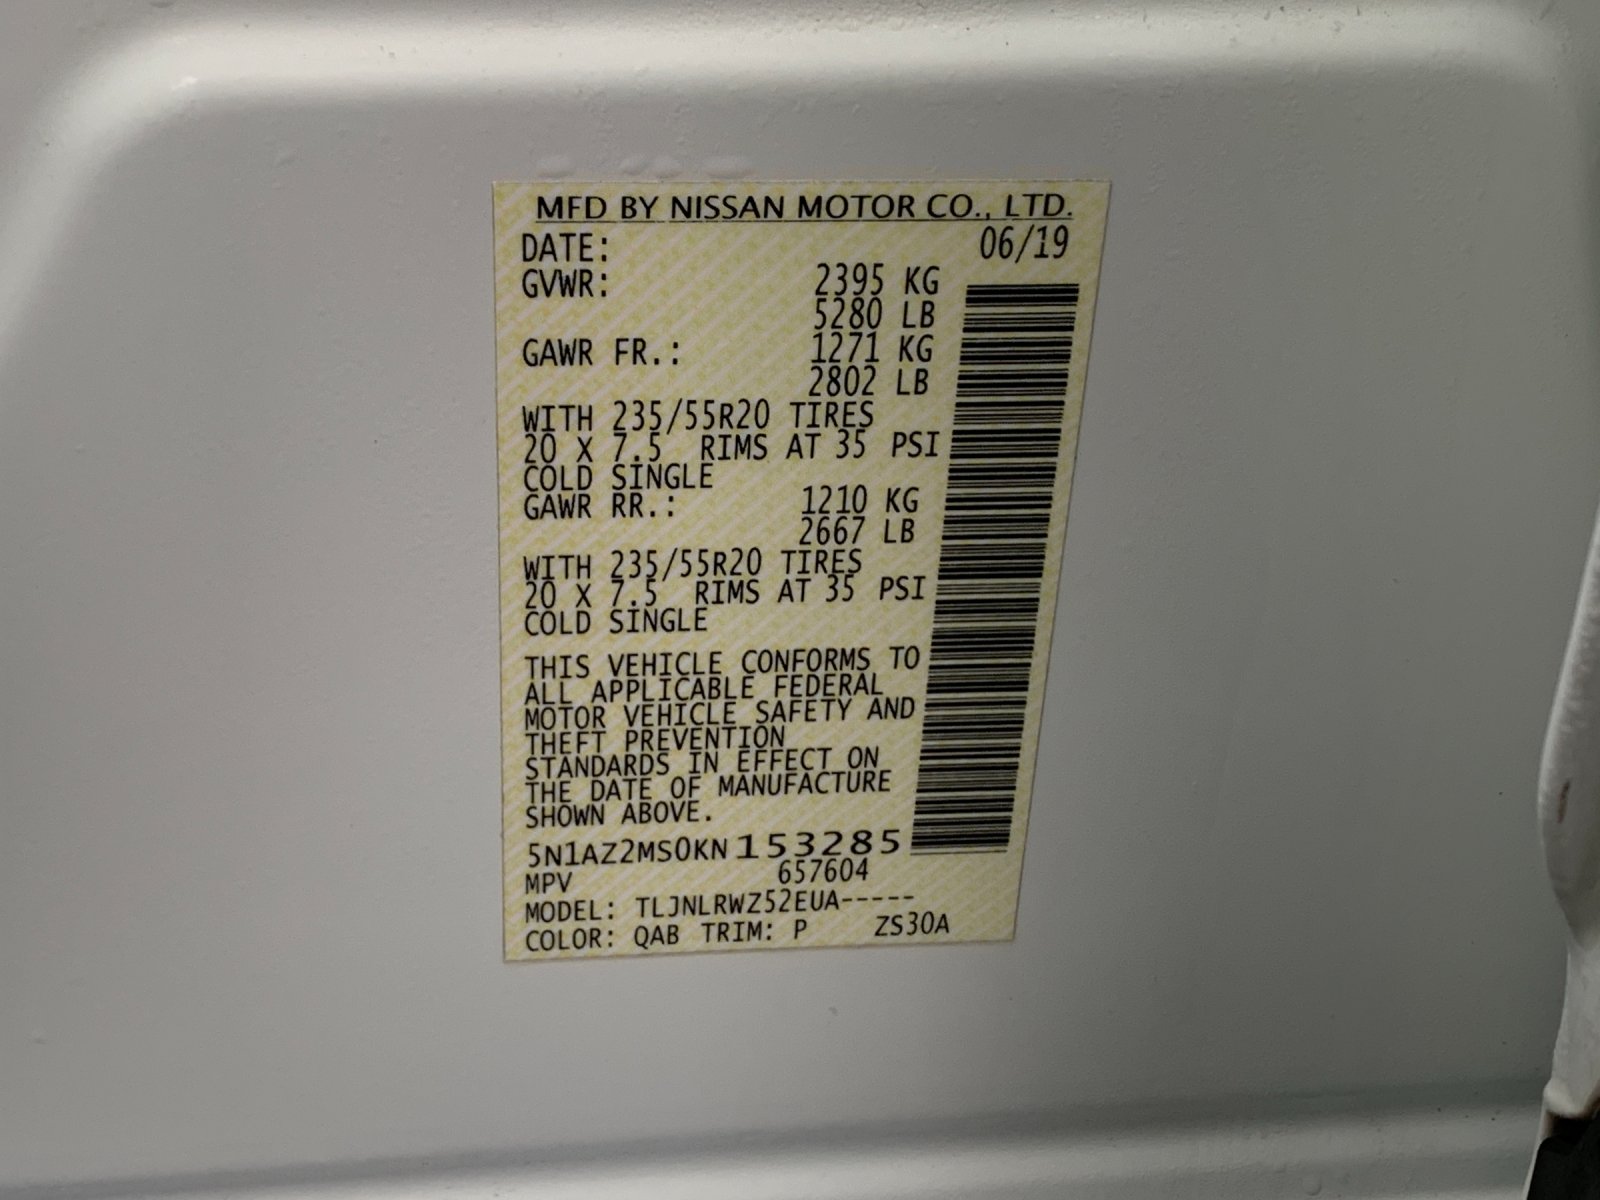 MFD BY NISSAN MOTOR CO., LTD.
DATE: 06/19
GVWR: 2395 KG
5280 LB
GAWR FR.: 1271 KG
2802 LB
WITH 235/55R20 TIRES
20 X 7.5 RIMS AT 35 PSI
COLD SINGLE
GAWR RR.: 1210 KG
2667 LB
WITH 235/55R20 TIRES
20 X 7.5 RIMS AT 35 PSI
COLD SINGLE
THIS VEHICLE CONFORMS TO
ALL APPLICABLE FEDERAL
MOTOR VEHICLE SAFETY AND
THEFT PREVENTION
STANDARDS IN EFFECT ON
THE DATE OF MANUFACTURE
SHOWN ABOVE.
5N1AZ2MS0KN153285
MPV 657604
MODEL: TLJNLRWZ52EUA-----
COLOR: QAB TRIM: P ZS30A